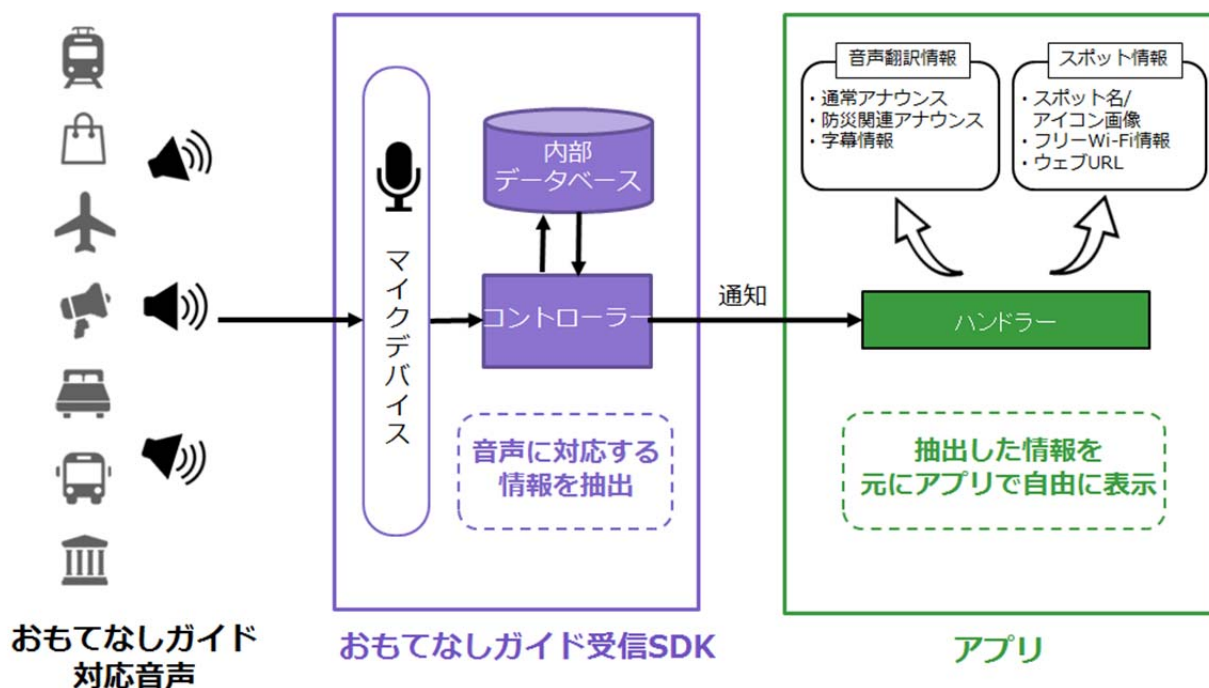 おもてなしガイド
対応音声
マイクデバイス
内部
データベース
コントローラー
音声に対応する
情報を抽出
おもてなしガイド受信SDK
通知
音声翻訳情報
・通常アナウンス
・防災関連アナウンス
・字幕情報
スポット情報
・スポット名/
アイコン画像
・フリーWi-Fi情報
・ウェブURL
ハンドラー
抽出した情報を
元にアプリで自由に表示
アプリ